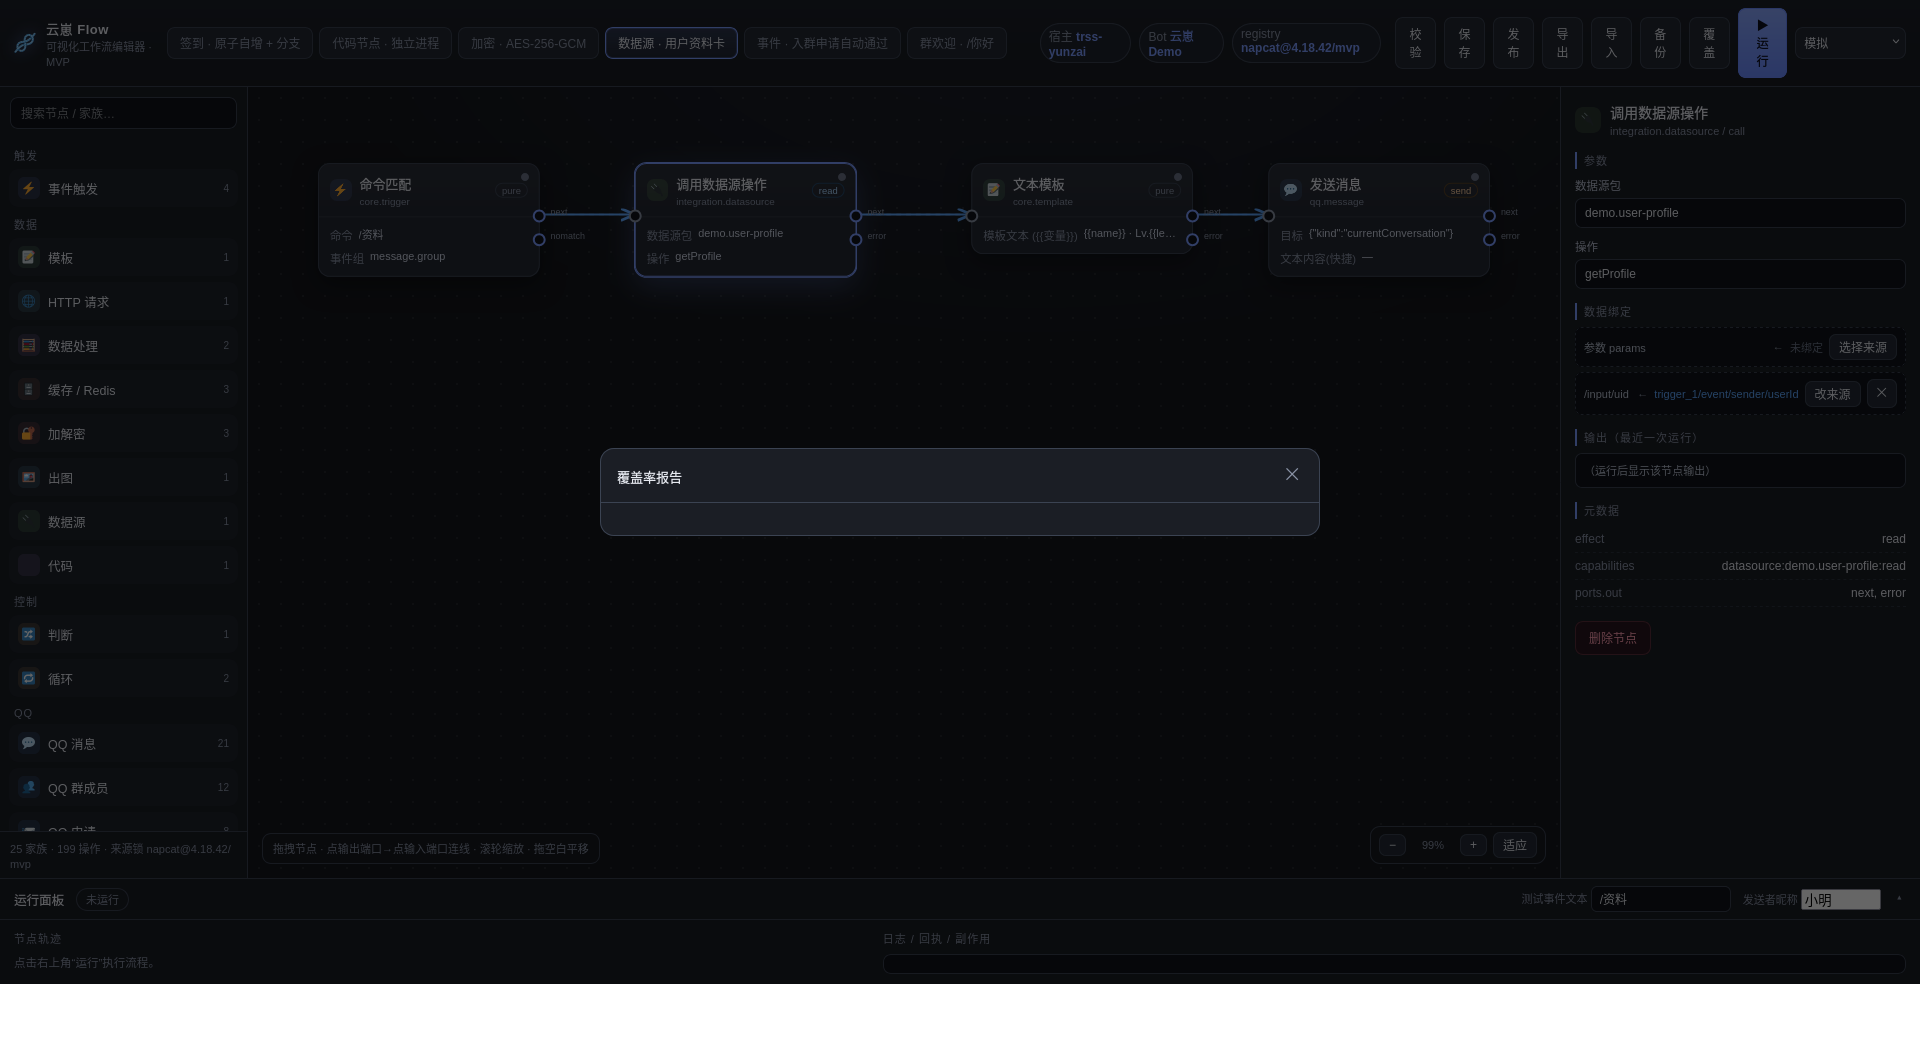 云崽 Flow
可视化工作流编辑器 · MVP
签到 · 原子自增 + 分支
代码节点 · 独立进程
加密 · AES-256-GCM
数据源 · 用户资料卡
事件 · 入群申请自动通过
群欢迎 · /你好
宿主 trss-yunzai
Bot 云崽 Demo
registry napcat@4.18.42/mvp
校验
保存
发布
导出
导入
备份
覆盖
▶ 运行
模拟
搜索节点 / 家族…
触发
事件触发 4
数据
模板 1
HTTP 请求 1
数据处理 2
缓存 / Redis 3
加解密 3
出图 1
数据源 1
代码 1
控制
判断 1
循环 2
QQ
QQ 消息 21
QQ 群成员 12
25 家族 · 199 操作 · 来源锁 napcat@4.18.42/mvp
命令匹配
core.trigger
pure
next
nomatch
命令 /资料
事件组 message.group
调用数据源操作
integration.datasource
read
next
error
数据源包 demo.user-profile
操作 getProfile
文本模板
core.template
pure
next
error
模板文本 ({{变量}}) {{name}} · Lv.{{le…
发送消息
qq.message
send
next
error
目标 {"kind":"currentConversation"}
文本内容(快捷) —
覆盖率报告
拖拽节点 · 点输出端口→点输入端口连线 · 滚轮缩放 · 拖空白平移
− 99% + 适应
调用数据源操作
integration.datasource / call
参数
数据源包
demo.user-profile
操作
getProfile
数据绑定
参数 params ← 未绑定 选择来源
/input/uid ← trigger_1/event/sender/userId 改来源
输出（最近一次运行）
（运行后显示该节点输出）
元数据
effect read
capabilities datasource:demo.user-profile:read
ports.out next, error
删除节点
运行面板 未运行
测试事件文本 /资料
发送者昵称 小明
节点轨迹
点击右上角“运行”执行流程。
日志 / 回执 / 副作用